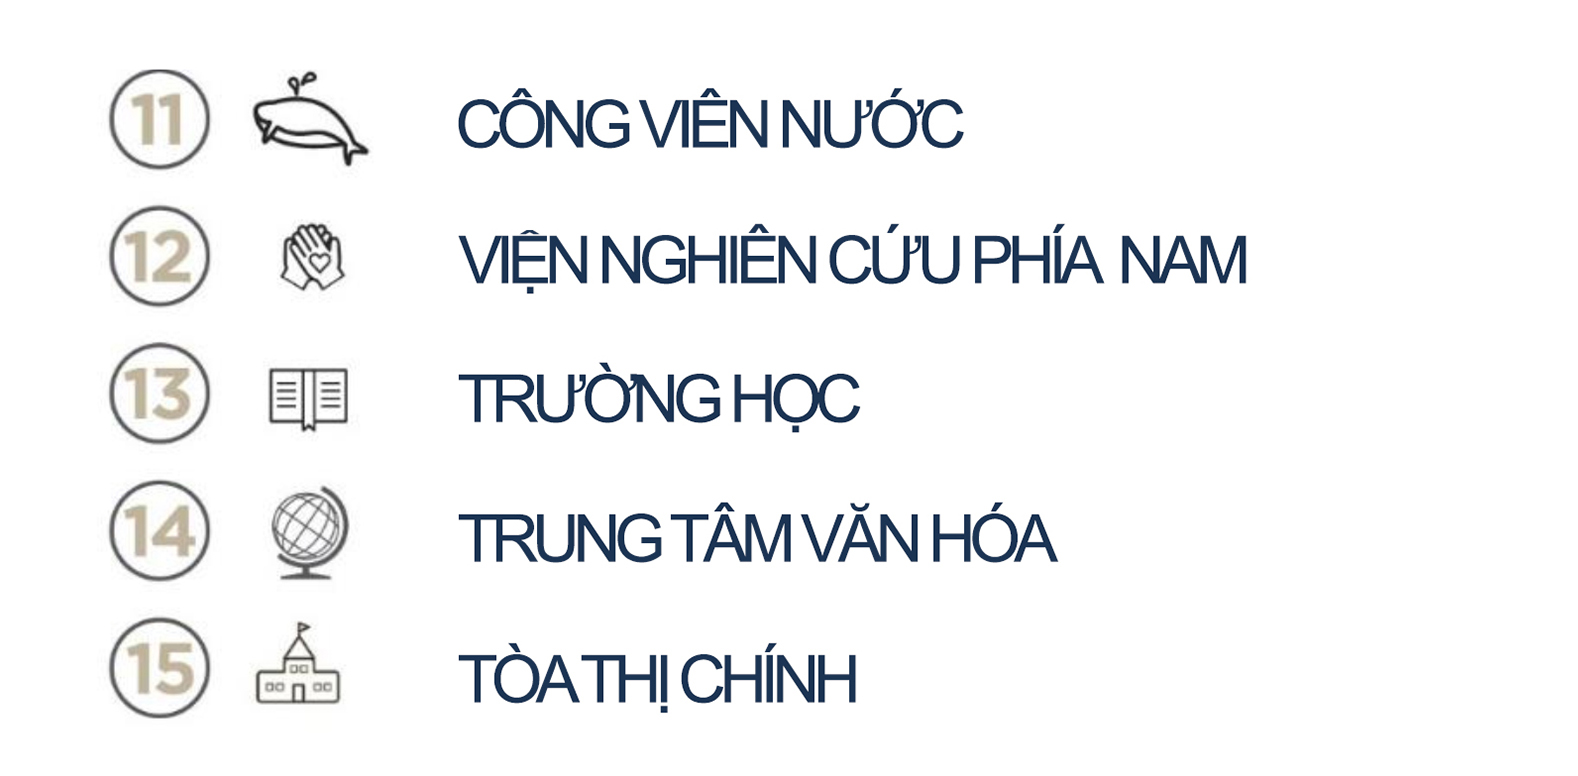 11 CÔNG VIÊN NƯỚC
12 VIỆN NGHIÊN CỨU PHÍA NAM
13 TRƯỜNG HỌC
14 TRUNG TÂM VĂN HÓA
15 TÒA THỊ CHÍNH